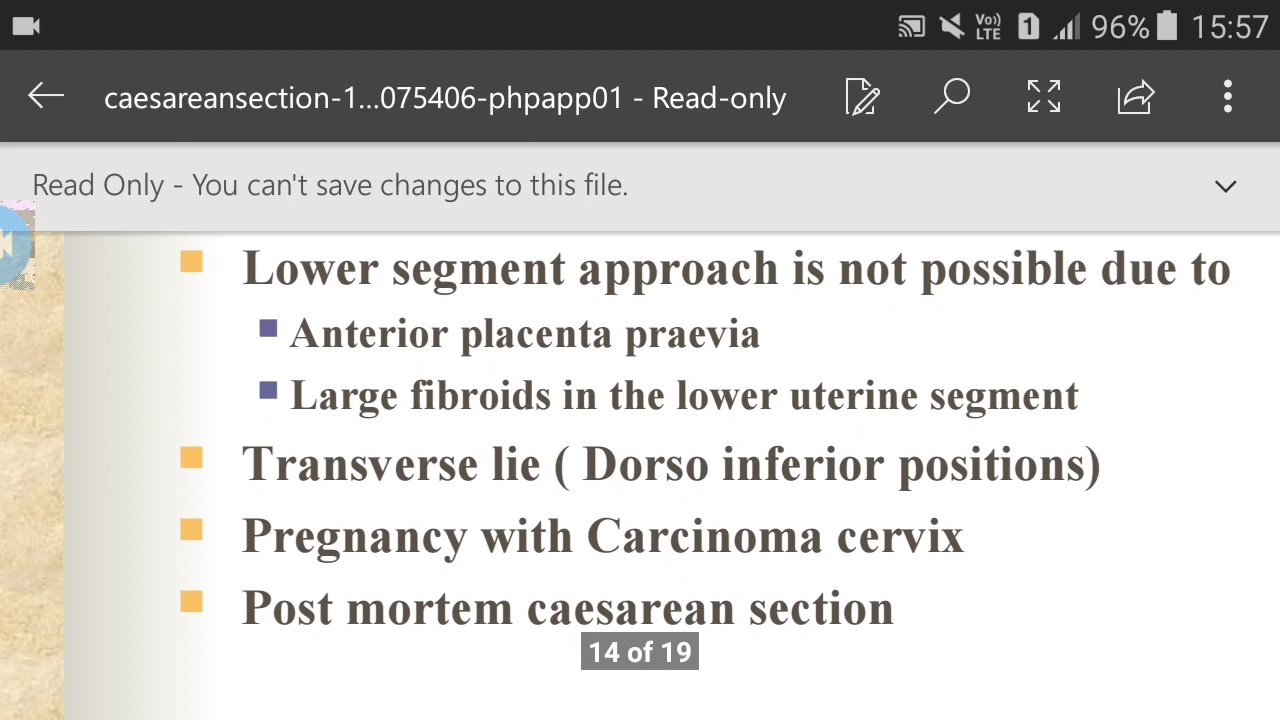 Vo)) LTE 1 96% 15:57
caesareansection-1...075406-phpapp01 - Read-only
Read Only - You can't save changes to this file.
Lower segment approach is not possible due to
Anterior placenta praevia
Large fibroids in the lower uterine segment
Transverse lie ( Dorso inferior positions)
Pregnancy with Carcinoma cervix
Post mortem caesarean section
14 of 19